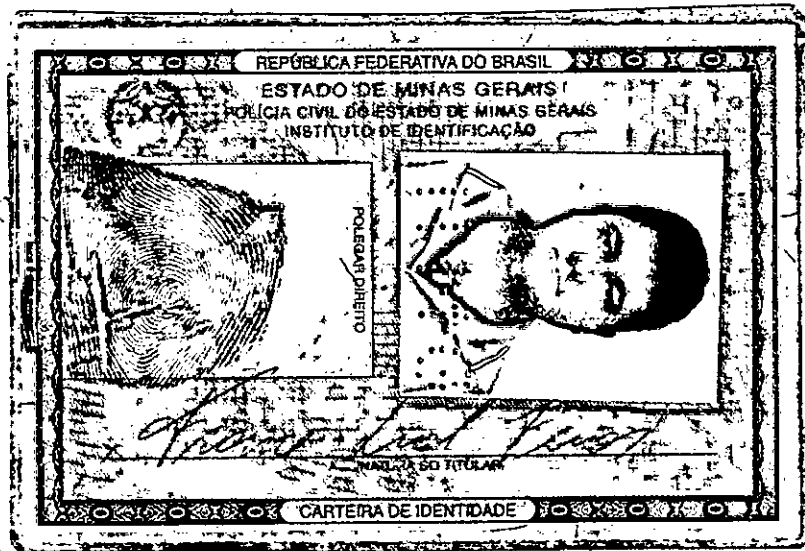 REPÚBLICA FEDERATIVA DO BRASIL
ESTADO DE MINAS GERAIS
POLÍCIA CIVIL DO ESTADO DE MINAS GERAIS
INSTITUTO DE IDENTIFICAÇÃO
POLEGAR DIREITO
DO TITULAR
CARTEIRA DE IDENTIDADE